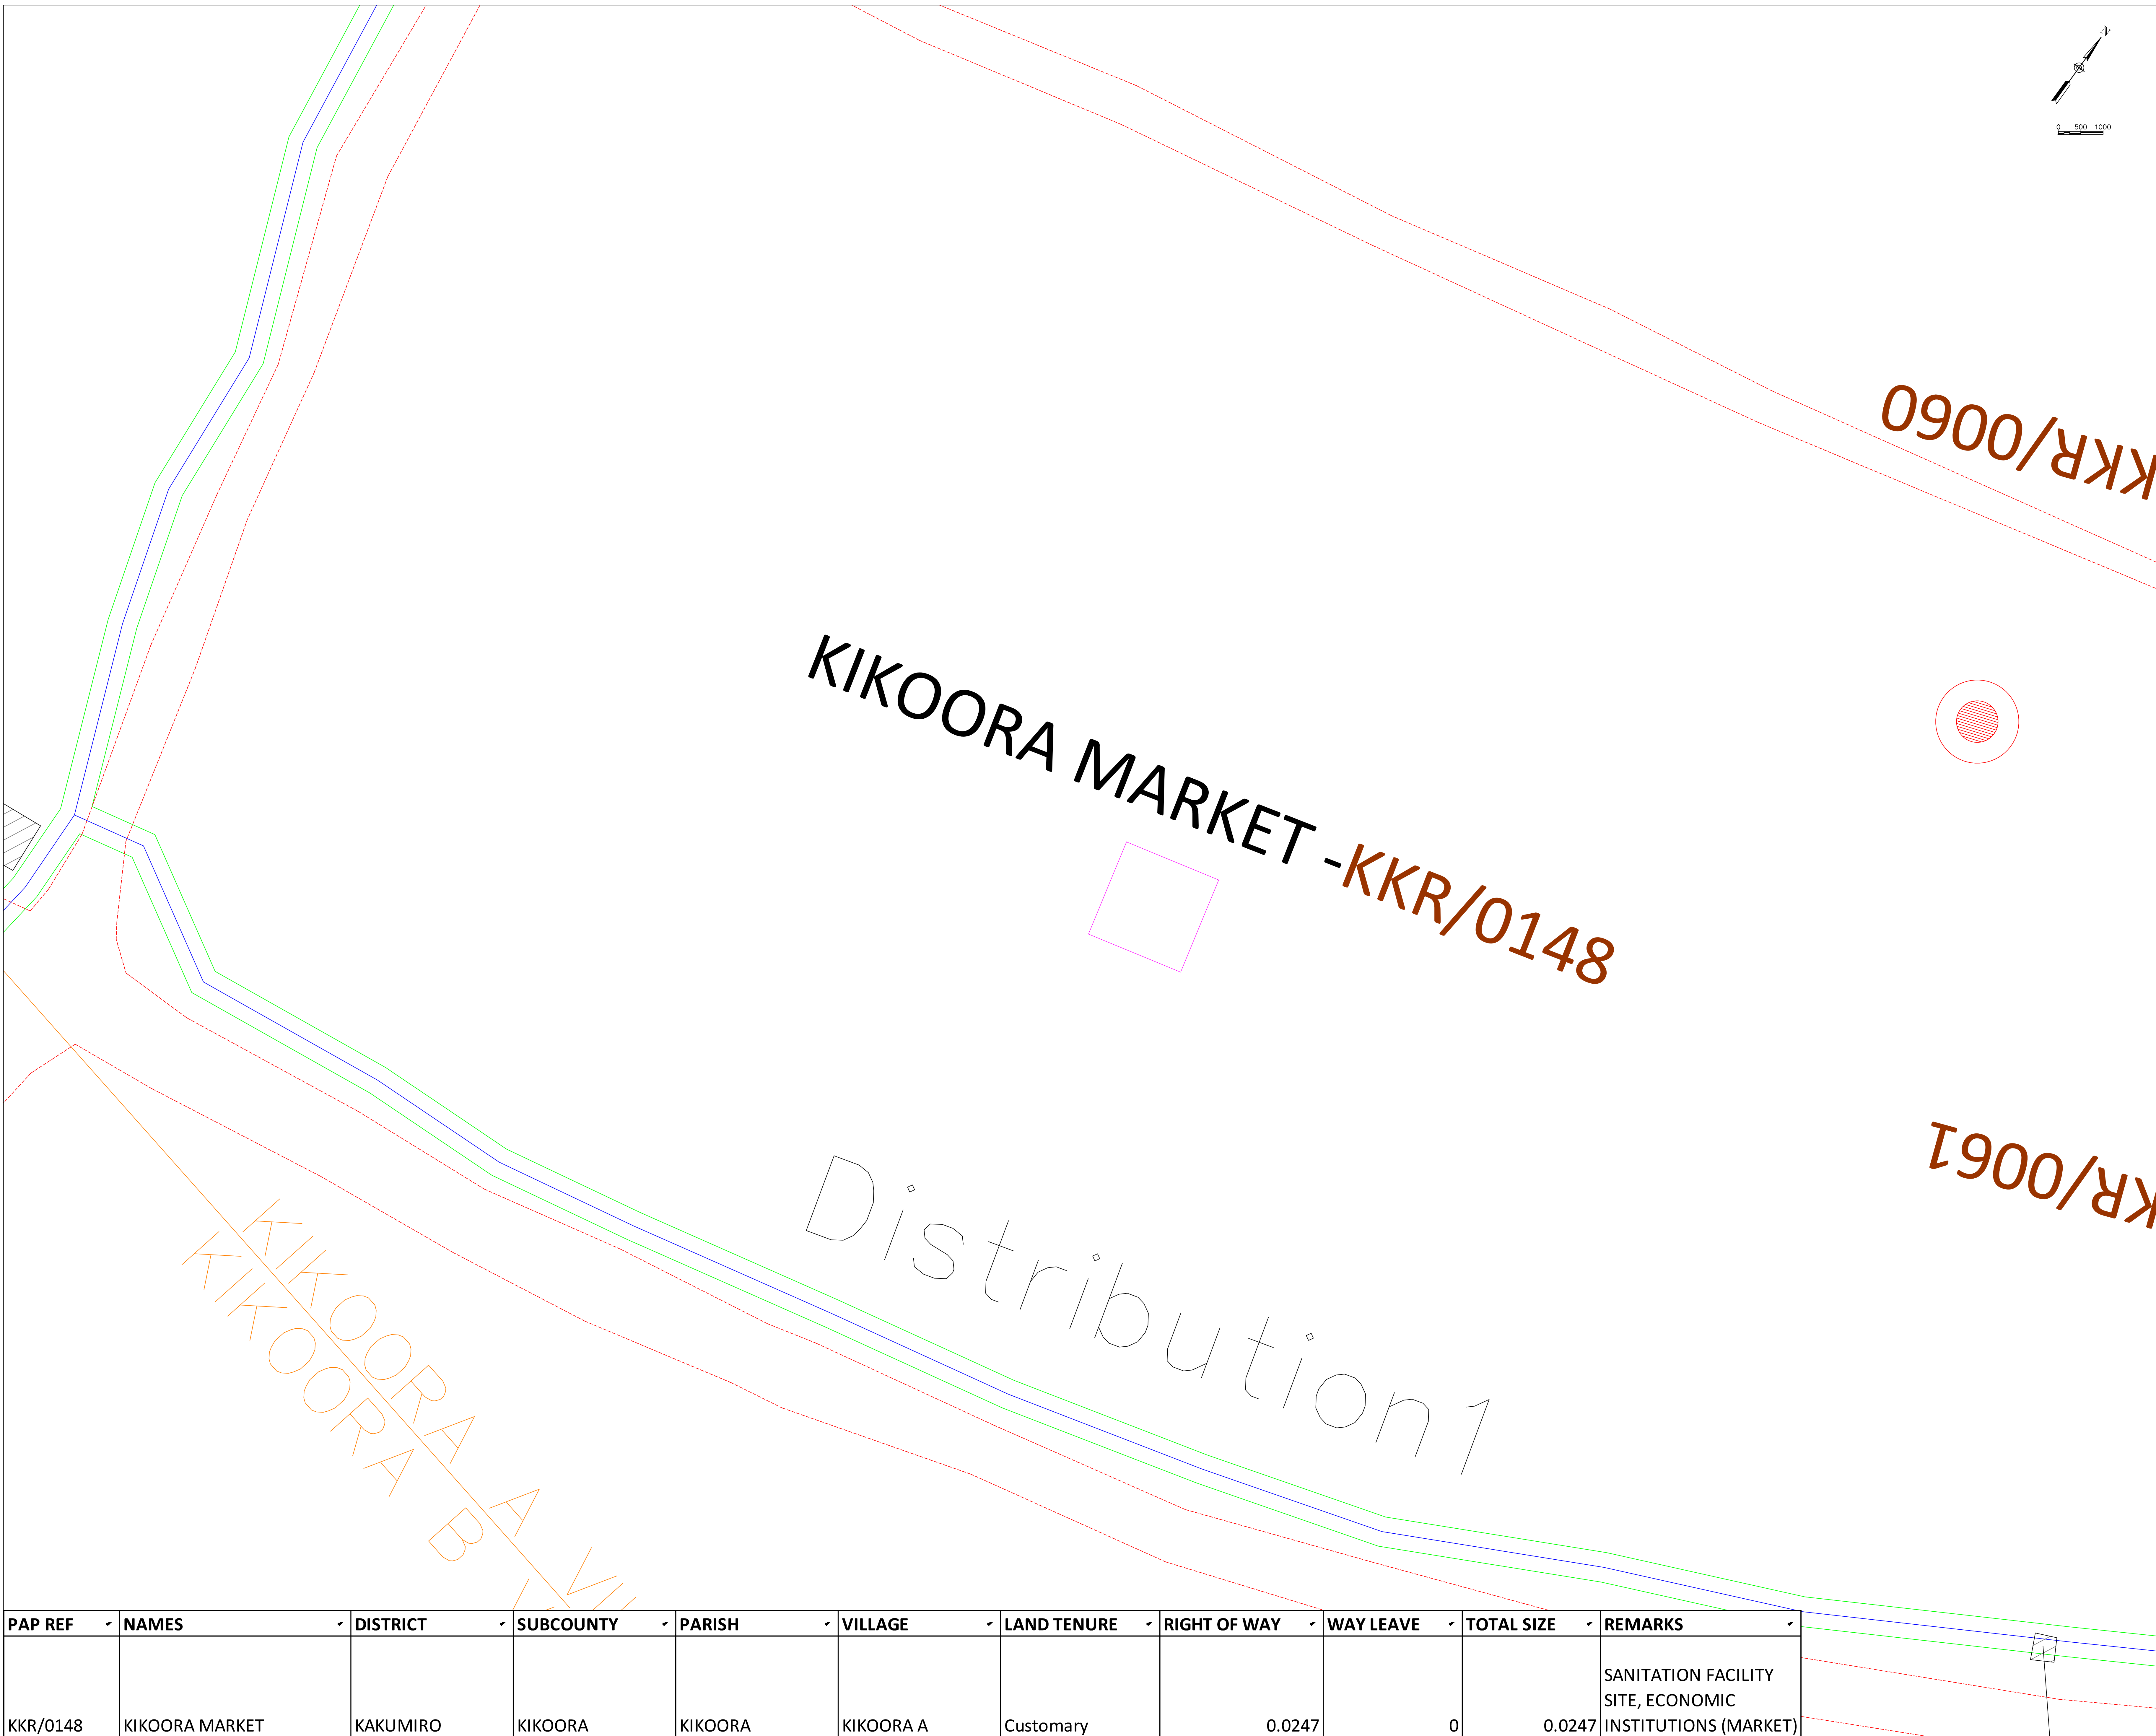 N
0 500 1000
KKR/0060
KIKOORA MARKET -KKR/0148
KR/0061
Distribution1
KIKOORA A VI
KIKOORA B
PAP REF NAMES DISTRICT SUBCOUNTY PARISH VILLAGE LAND TENURE RIGHT OF WAY WAY LEAVE TOTAL SIZE REMARKS
KKR/0148 KIKOORA MARKET KAKUMIRO KIKOORA KIKOORA KIKOORA A Customary 0.0247 0 0.0247 SANITATION FACILITY
SITE, ECONOMIC
INSTITUTIONS (MARKET)